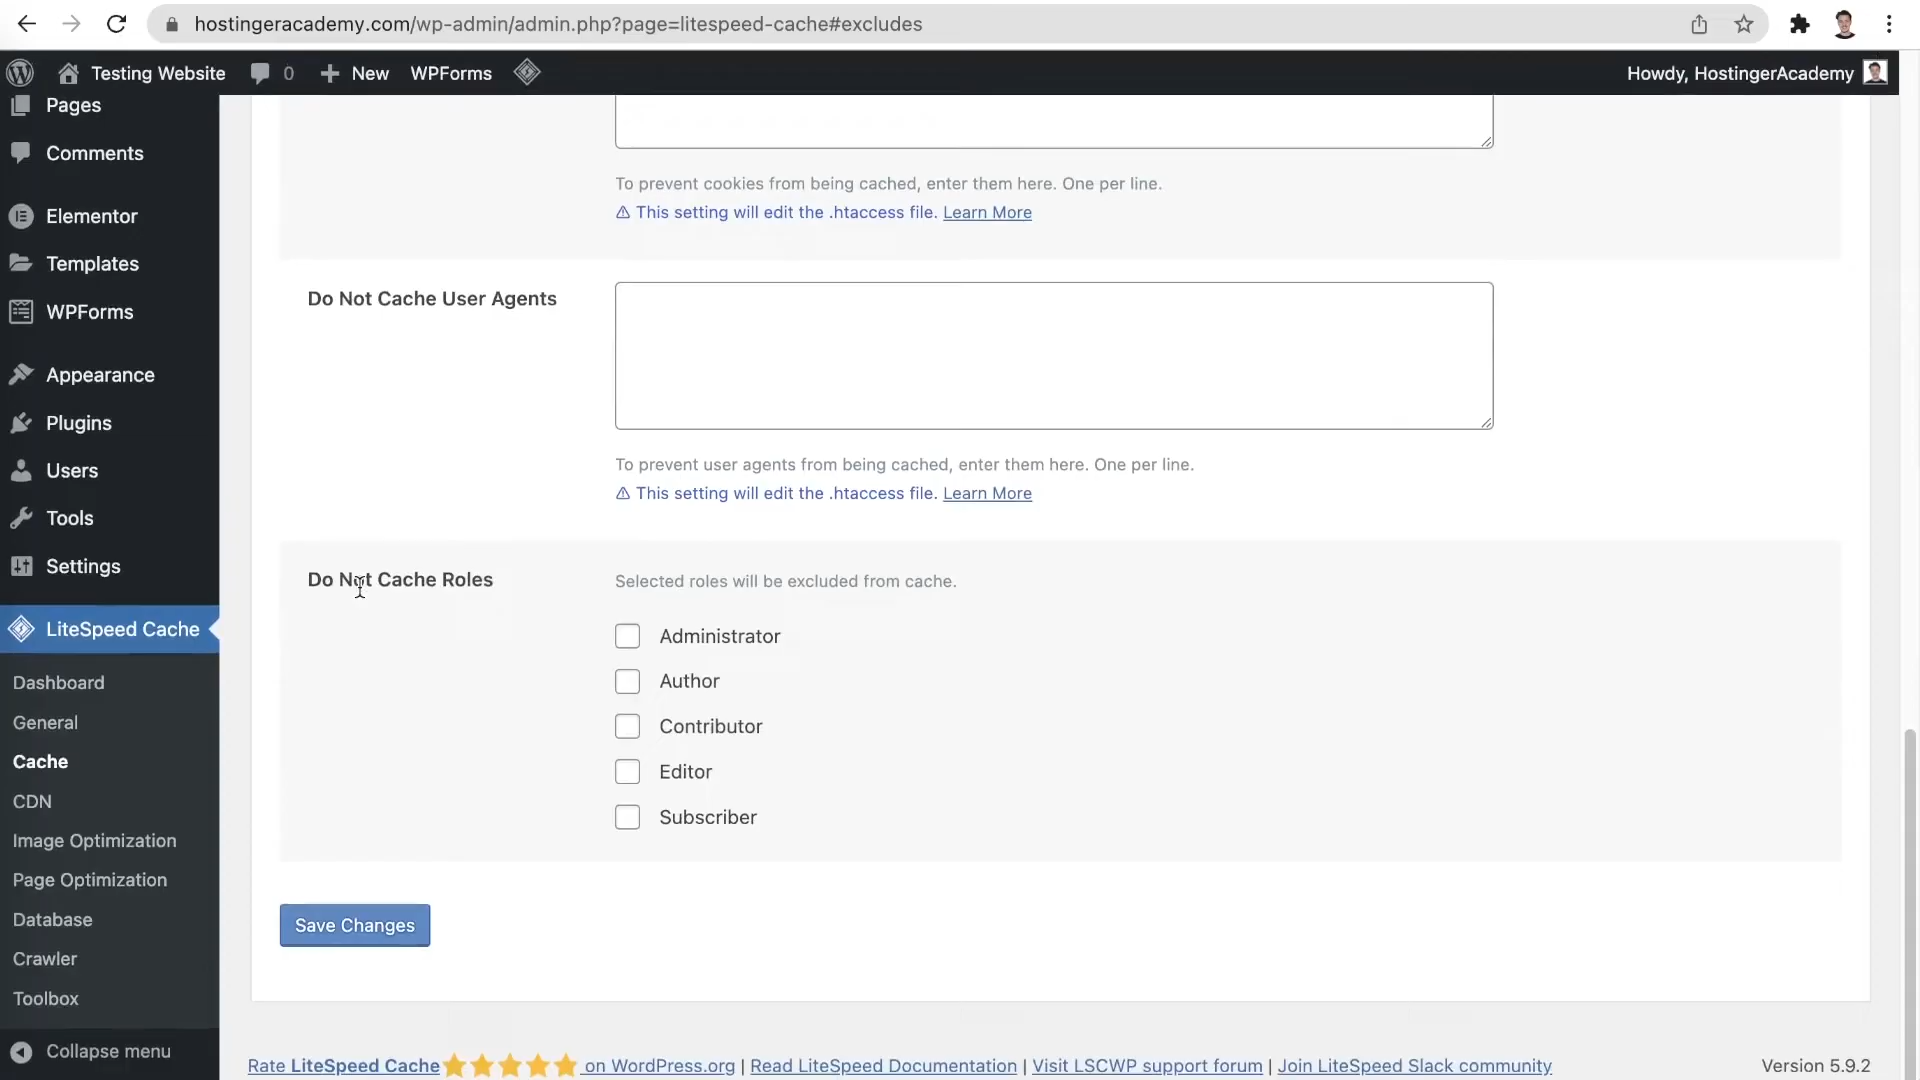 hostingeracademy.com/wp-admin/admin.php?page=litespeed-cache#excludes
Testing Website 0 New WPForms Howdy, HostingerAcademy
Pages
Comments
Elementor
Templates
WPForms
Appearance
Plugins
Users
Tools
Settings
LiteSpeed Cache
Dashboard
General
Cache
CDN
Image Optimization
Page Optimization
Database
Crawler
Toolbox
Collapse menu
To prevent cookies from being cached, enter them here. One per line.
This setting will edit the .htaccess file. Learn More
Do Not Cache User Agents
To prevent user agents from being cached, enter them here. One per line.
This setting will edit the .htaccess file. Learn More
Do Not Cache Roles
Selected roles will be excluded from cache.
Administrator
Author
Contributor
Editor
Subscriber
Save Changes
Rate LiteSpeed Cache on WordPress.org | Read LiteSpeed Documentation | Visit LSCWP support forum | Join LiteSpeed Slack community Version 5.9.2